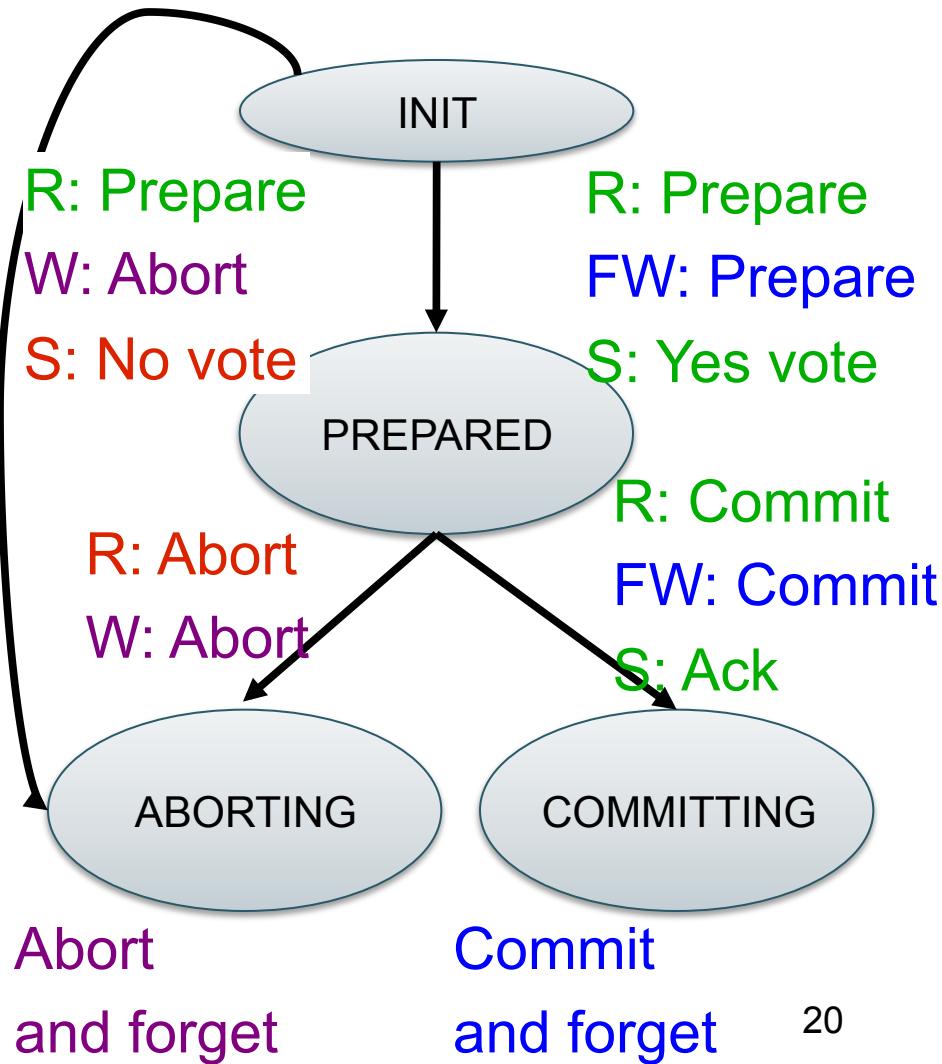 INIT
R: Prepare
W: Abort
S: No vote
R: Prepare
FW: Prepare
S: Yes vote
PREPARED
R: Abort
W: Abort
R: Commit
FW: Commit
S: Ack
ABORTING
COMMITTING
Abort
and forget
Commit
and forget
20